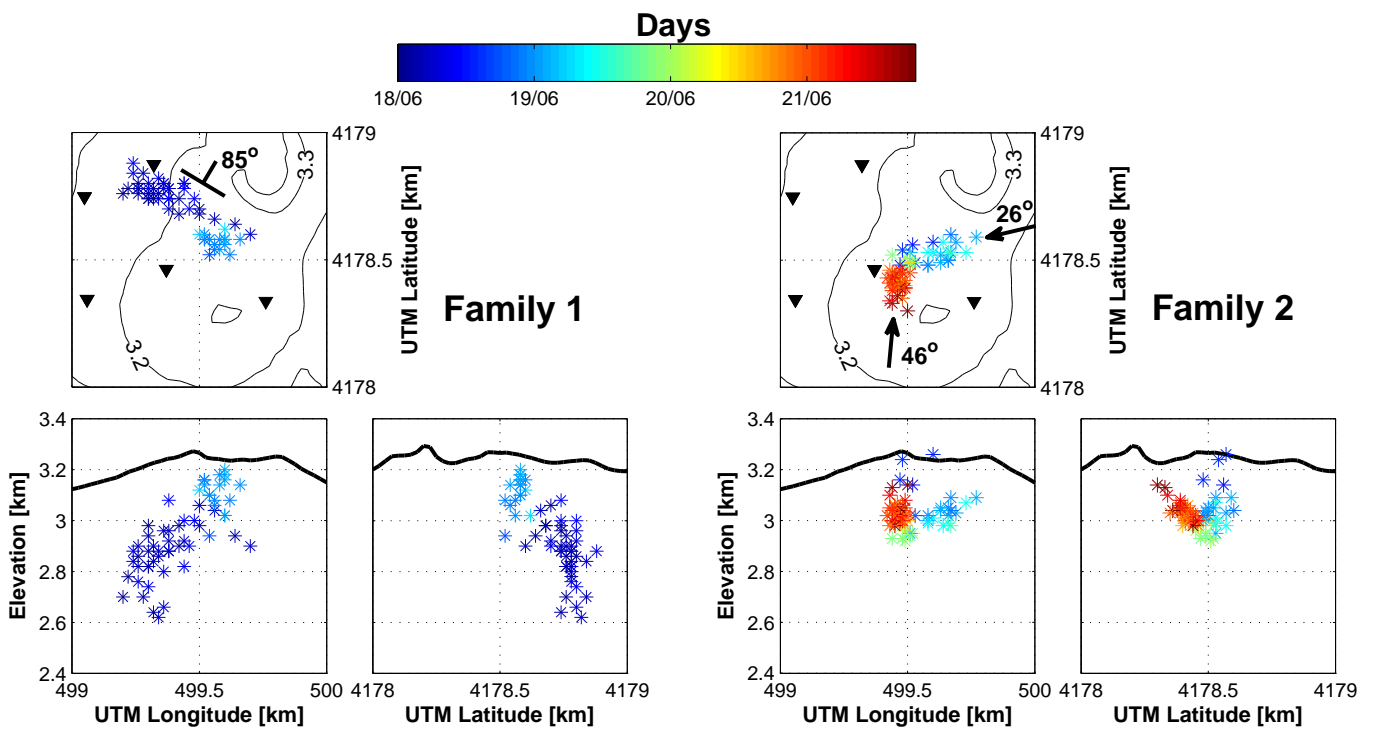 Days
18/06 19/06 20/06 21/06
4179
85°
3.3
4178.5
Family 1
3.2
4178
UTM Latitude [km]
4179
3.3
26°
4178.5
Family 2
3.2
46°
4178
UTM Latitude [km]
3.4
3.2
3
2.8
2.6
2.4
Elevation [km]
499 499.5 500
UTM Longitude [km]
4178 4178.5 4179
UTM Latitude [km]
3.4
3.2
3
2.8
2.6
2.4
Elevation [km]
499 499.5 500
UTM Longitude [km]
4178 4178.5 4179
UTM Latitude [km]